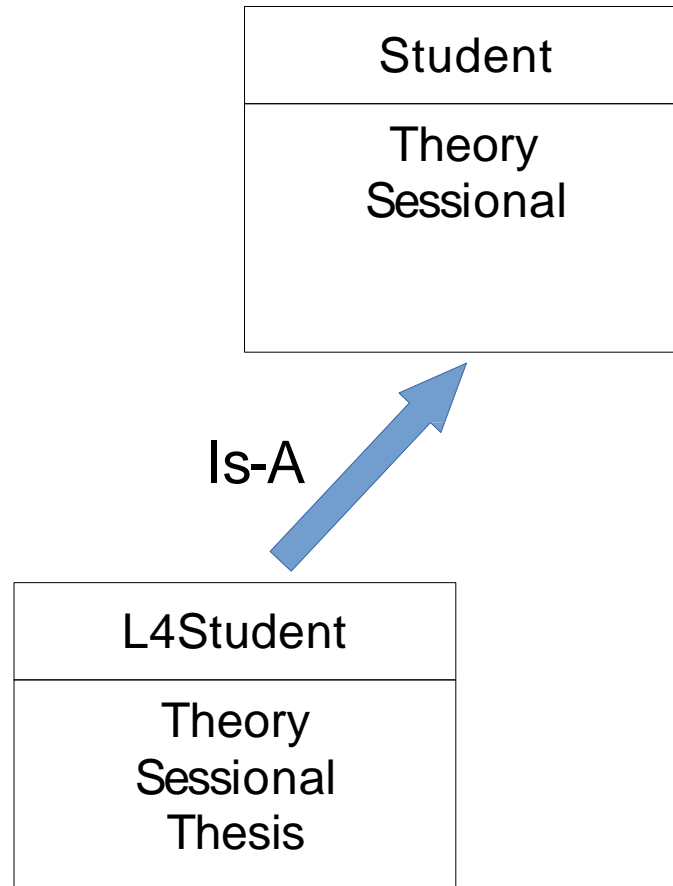 Student
Theory
Sessional
Is-A
L4Student
Theory
Sessional
Thesis